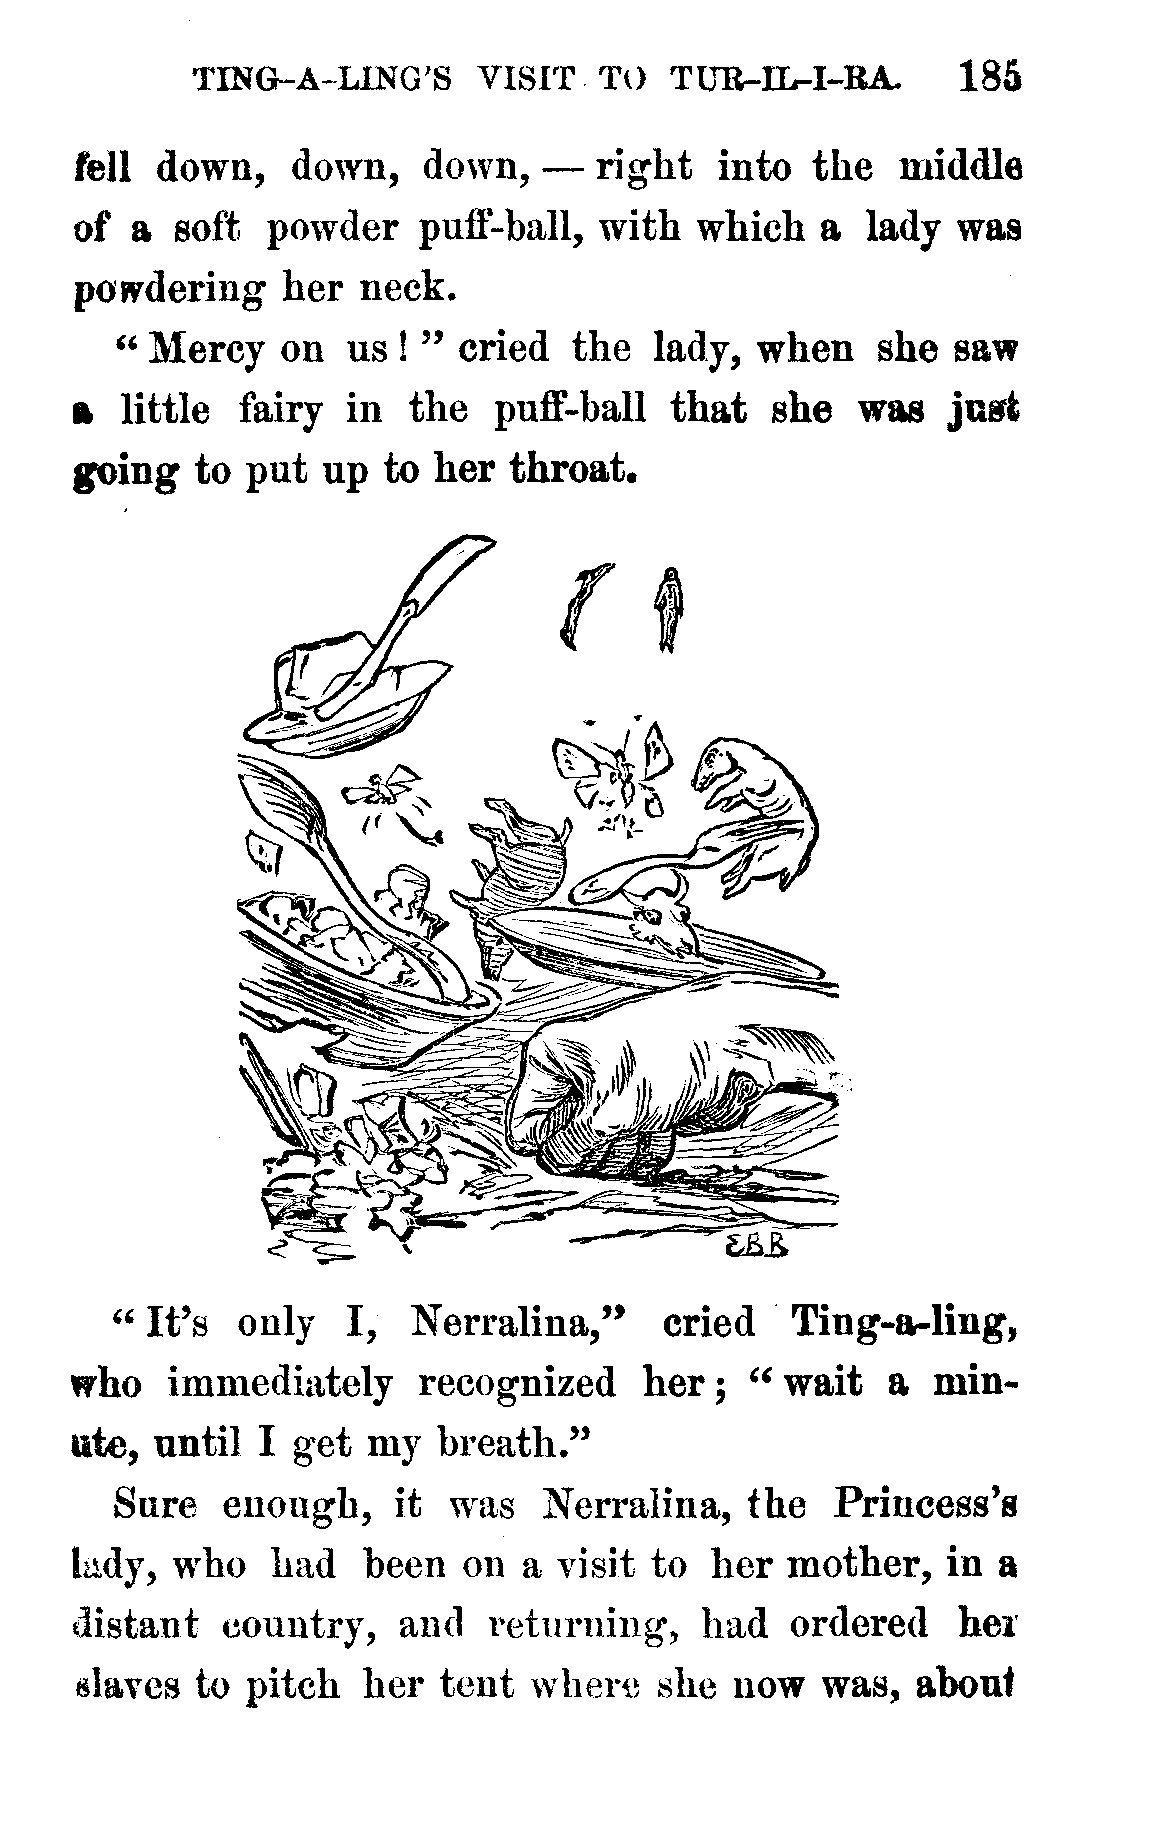 TING-A-LING'S VISIT TO TUR-IL-I-RA. 185
fell down, down, down, — right into the middle
of a soft powder puff-ball, with which a lady was
powdering her neck.
“ Mercy on us ! ” cried the lady, when she saw
a little fairy in the puff-ball that she was just
going to put up to her throat.
EBB
“ It's only I, Nerralina,” cried Ting-a-ling,
who immediately recognized her ; “ wait a min-
ute, until I get my breath.”
Sure enough, it was Nerralina, the Princess's
lady, who had been on a visit to her mother, in a
distant country, and returning, had ordered her
slaves to pitch her tent where she now was, about